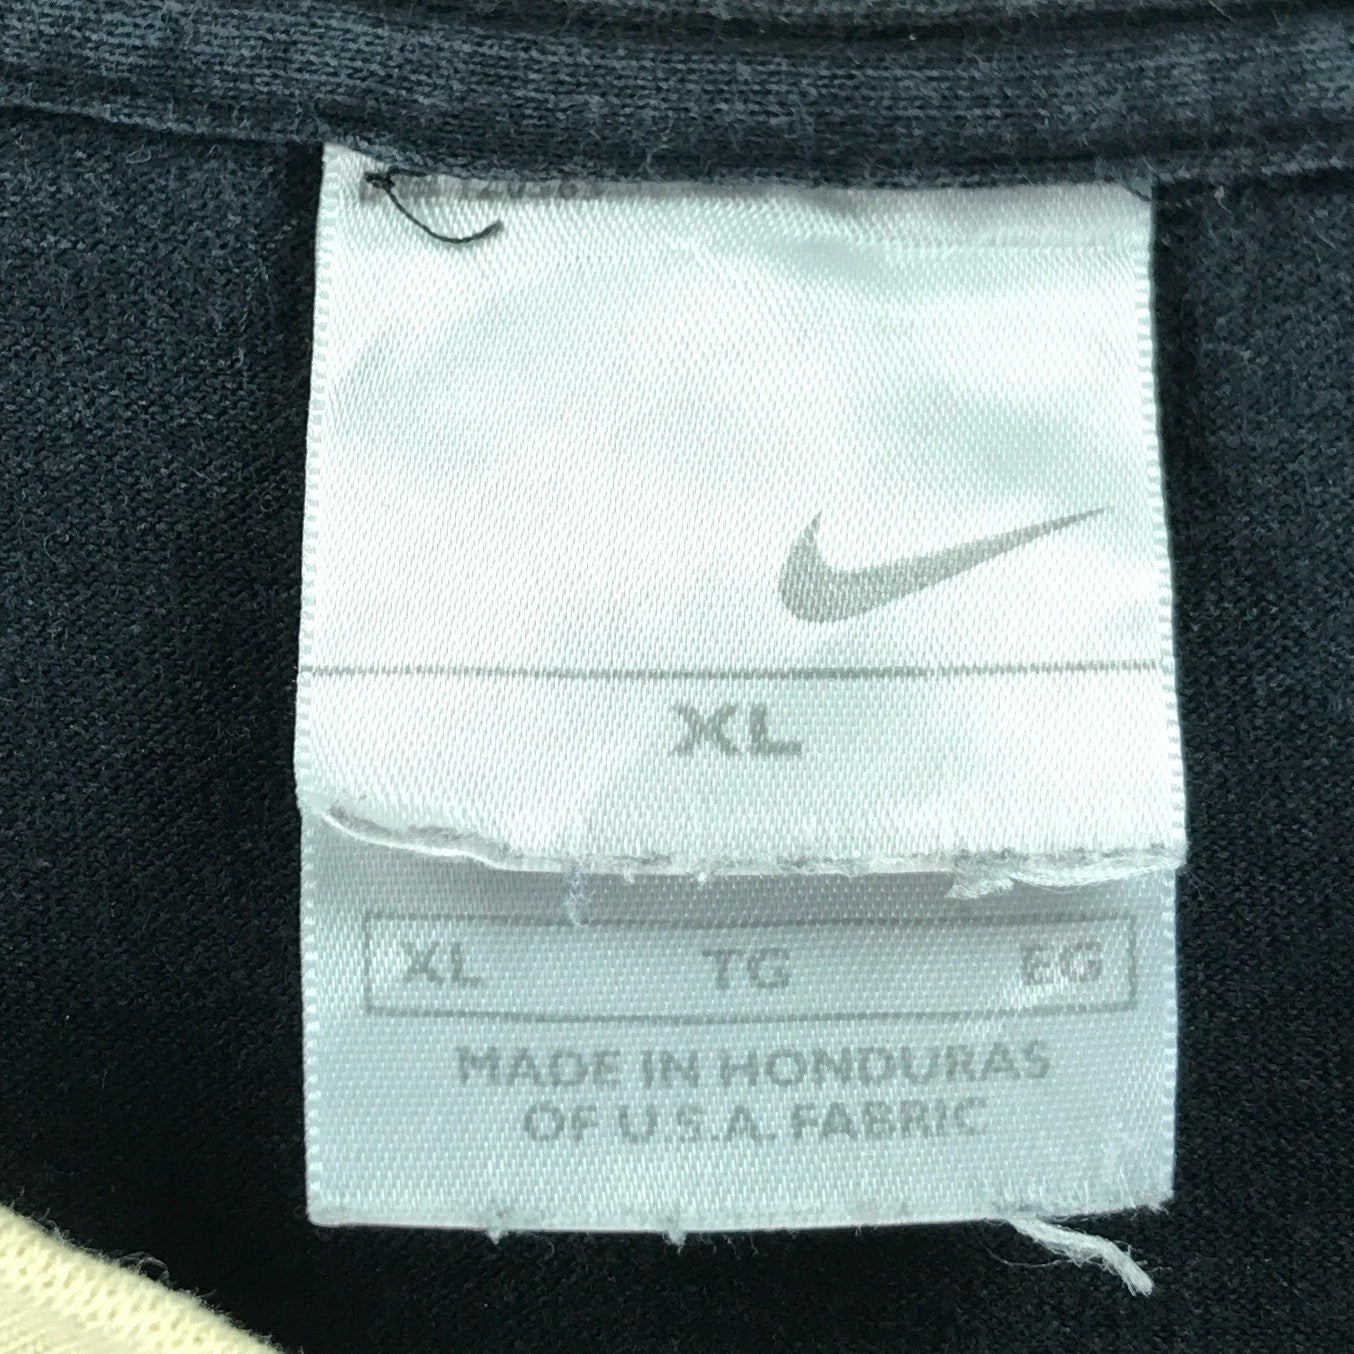 XL
XL TG EG
MADE IN HONDURAS
OF U.S.A. FABRIC